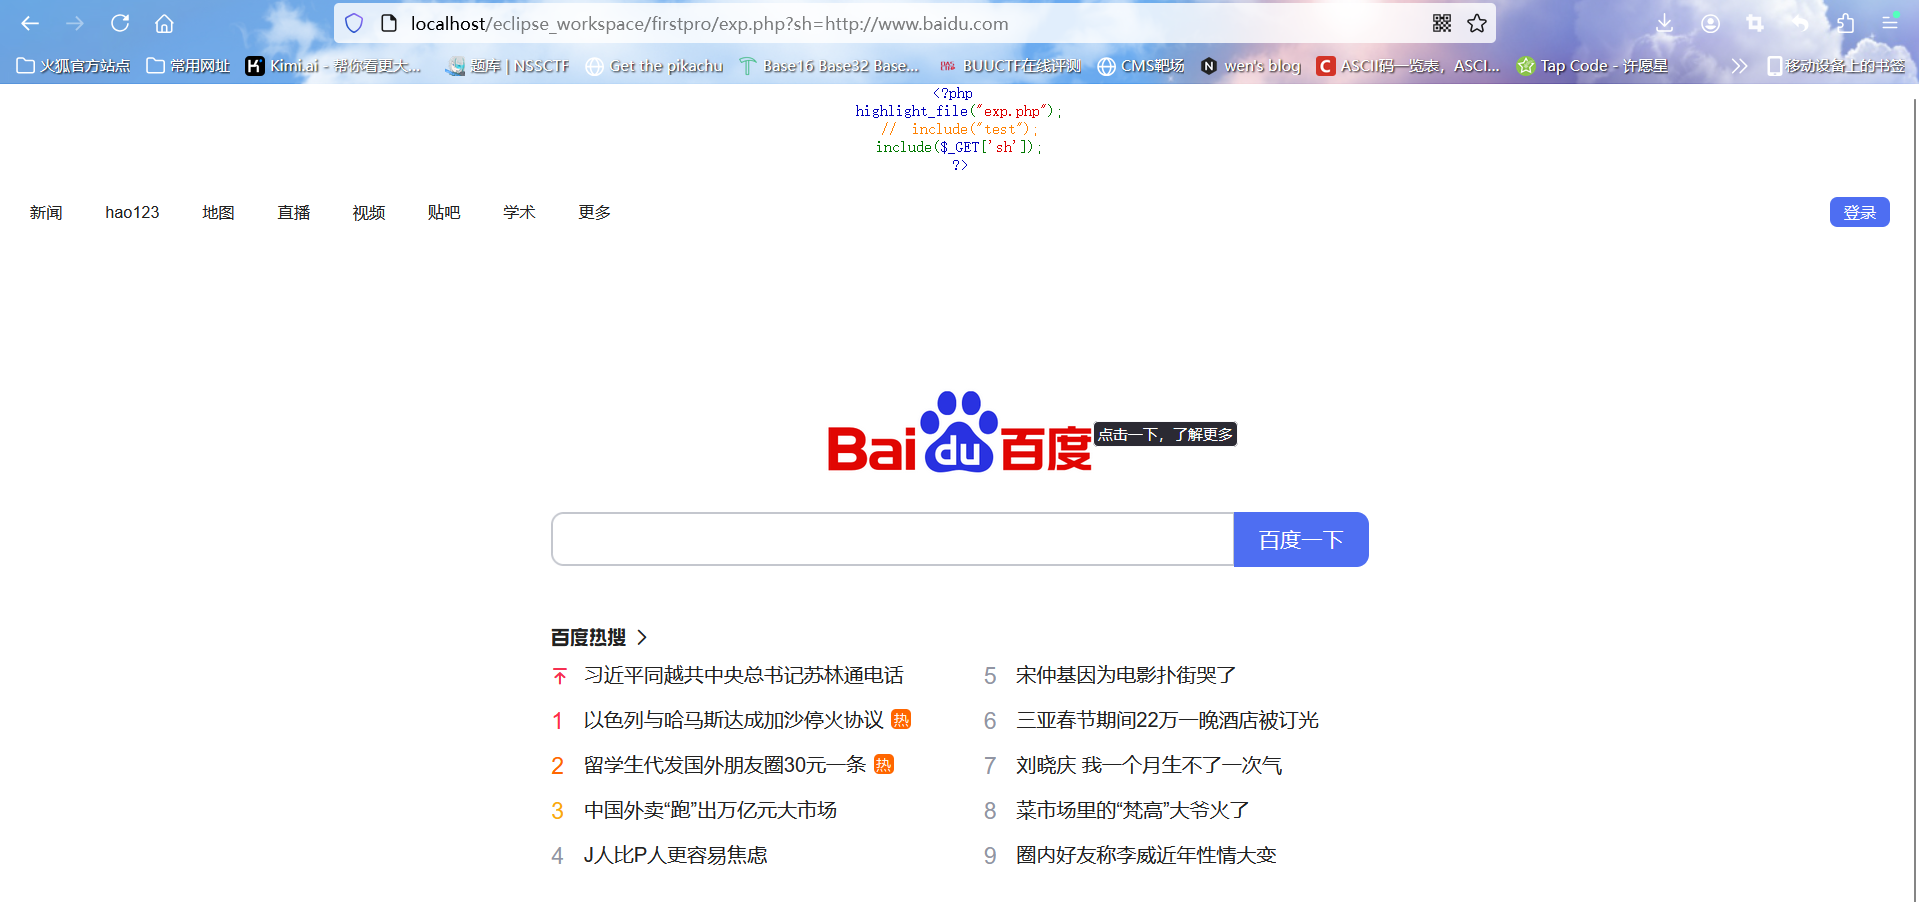 localhost/eclipse_workspace/firstpro/exp.php?sh=http://www.baidu.com
火狐官方站点 常用网址 Kimi.ai - 帮你看更大... 题库 | NSSCTF Get the pikachu Base16 Base32 Base... BUUCTF在线评测 CMS靶场 wen's blog ASCII码一览表，ASCI... Tap Code - 许愿星 移动设备上的书签
<?php
highlight_file("exp.php");
// include("test");
include($_GET['sh']);
?>
新闻 hao123 地图 直播 视频 贴吧 学术 更多 登录
Bai du 百度 点击一下，了解更多
百度一下
百度热搜
习近平同越共中央总书记苏林通电话
1 以色列与哈马斯达成加沙停火协议 热
2 留学生代发国外朋友圈30元一条 热
3 中国外卖“跑”出万亿元大市场
4 J人比P人更容易焦虑
5 宋仲基因为电影扑街哭了
6 三亚春节期间22万一晚酒店被订光
7 刘晓庆 我一个月生不了一次气
8 菜市场里的“梵高”大爷火了
9 圈内好友称李威近年性情大变